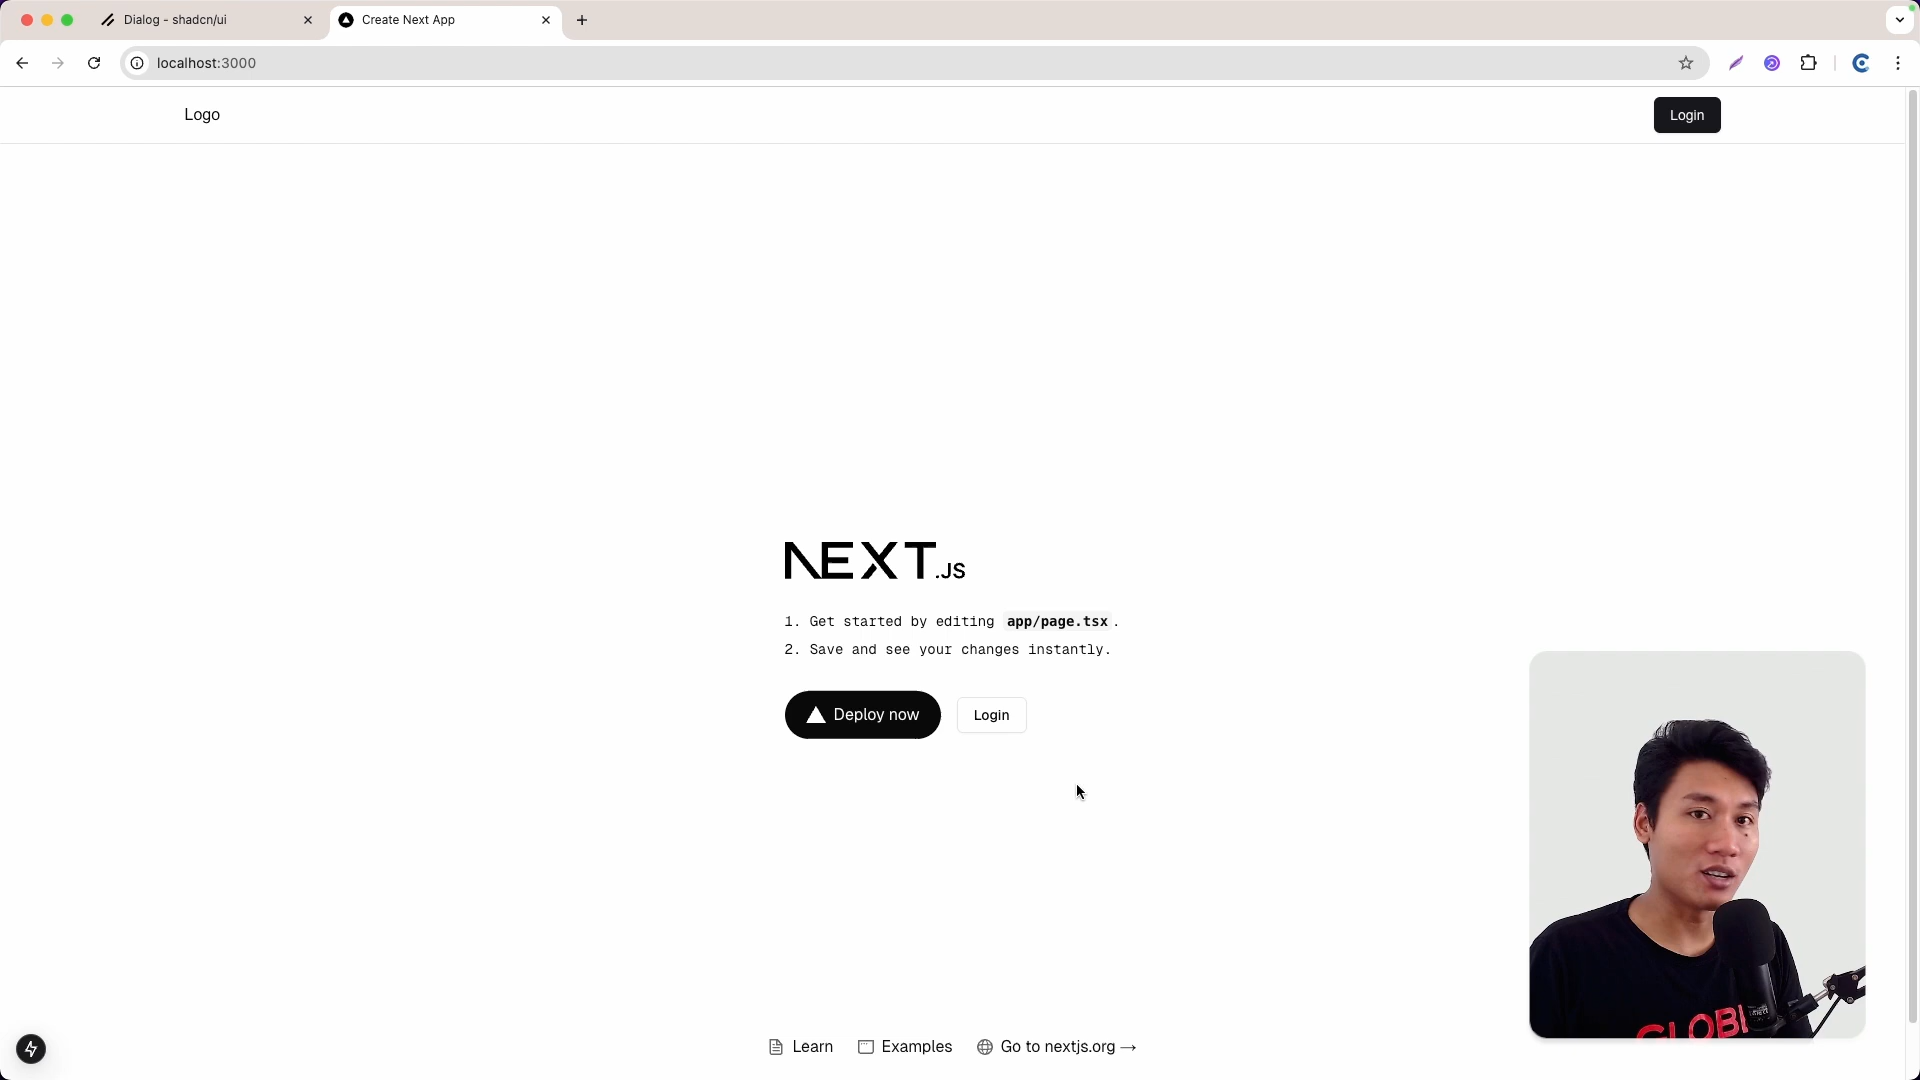 Dialog - shadcn/ui
Create Next App
localhost:3000
Logo
Login
NEXT.JS
1. Get started by editing app/page.tsx.
2. Save and see your changes instantly.
Deploy now
Login
Learn
Examples
Go to nextjs.org →
GLOBI